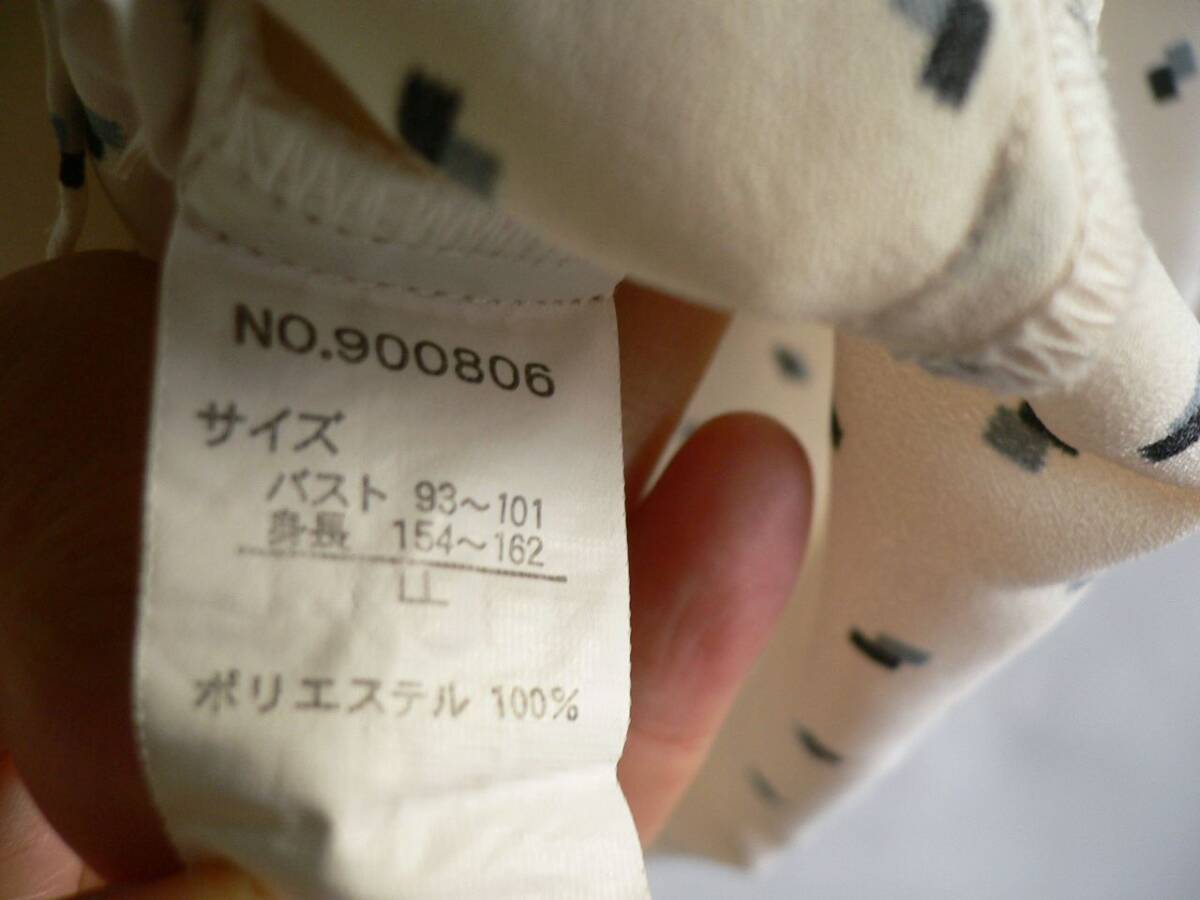 NO.900806
サイズ
バスト 93～101
身長 154～162
LL
ポリエステル 100%